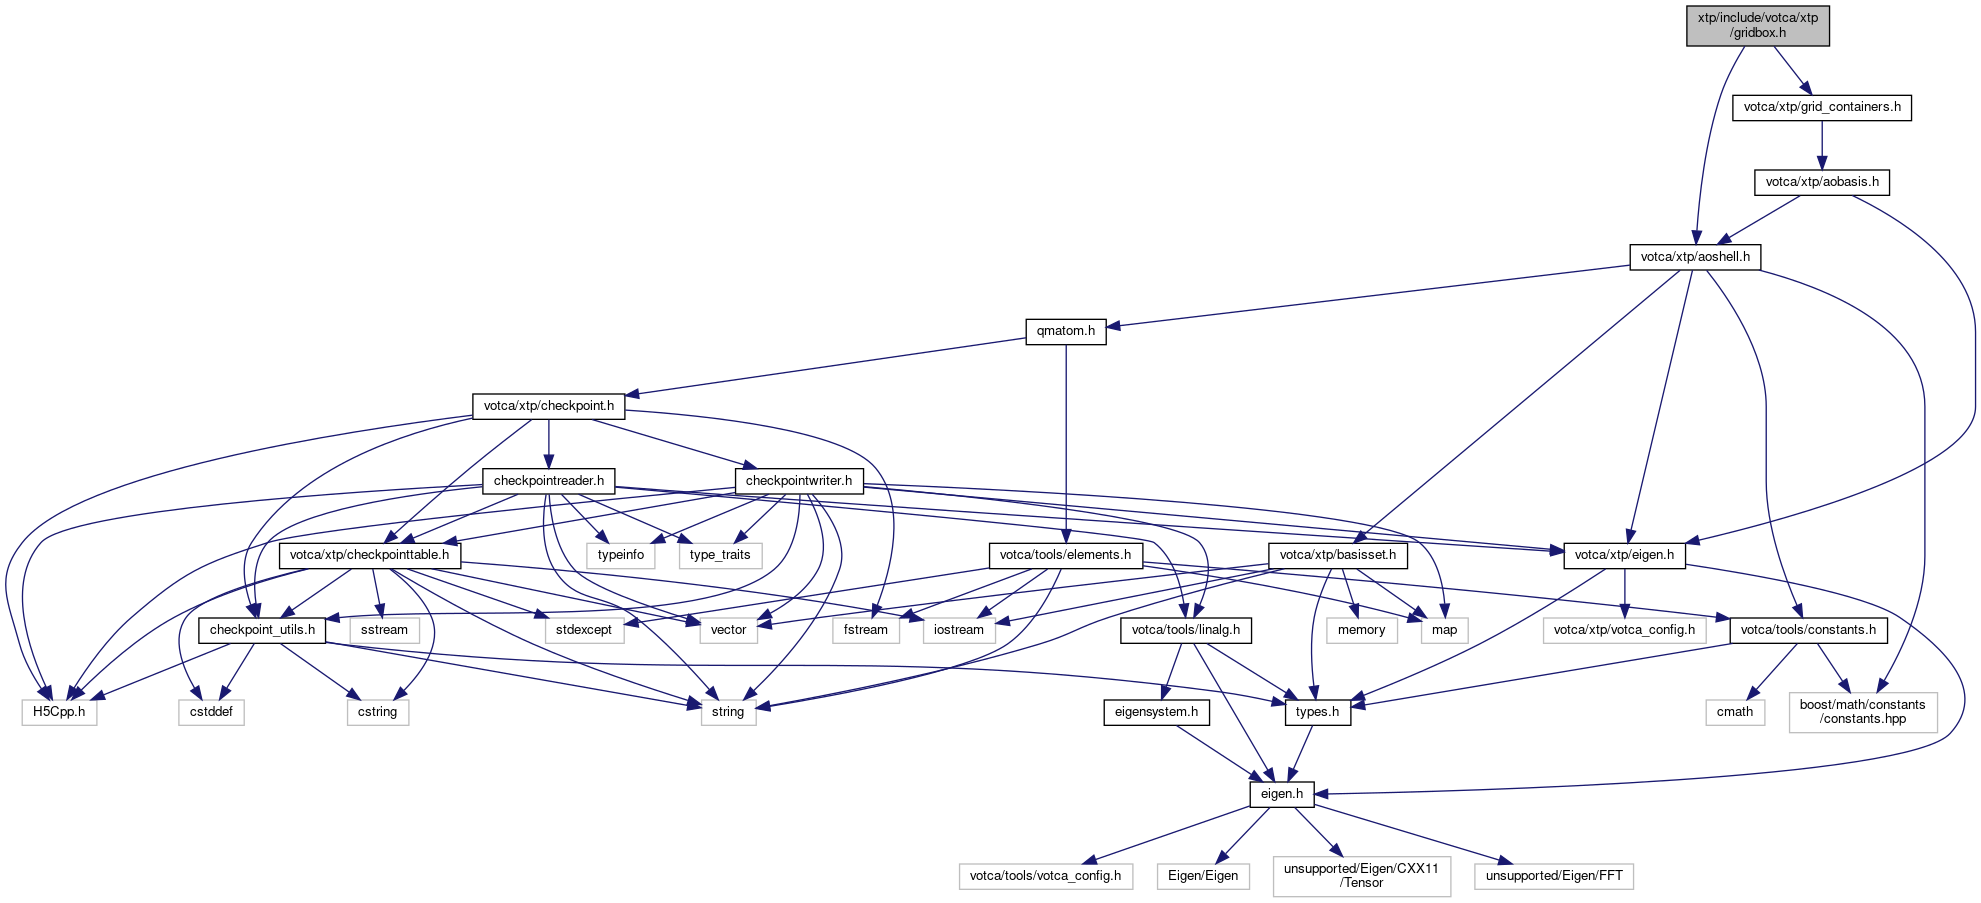 xtp/include/votca/xtp
/gridbox.h
votca/xtp/grid_containers.h
votca/xtp/aobasis.h
votca/xtp/aoshell.h
qmatom.h
votca/xtp/checkpoint.h
checkpointreader.h
checkpointwriter.h
votca/xtp/checkpointtable.h
typeinfo
type_traits
votca/tools/elements.h
votca/xtp/basisset.h
votca/xtp/eigen.h
checkpoint_utils.h
sstream
stdexcept
vector
fstream
iostream
votca/tools/linalg.h
memory
map
votca/xtp/votca_config.h
votca/tools/constants.h
H5Cpp.h
cstddef
cstring
string
eigensystem.h
types.h
cmath
boost/math/constants
/constants.hpp
eigen.h
votca/tools/votca_config.h
Eigen/Eigen
unsupported/Eigen/CXX11
/Tensor
unsupported/Eigen/FFT